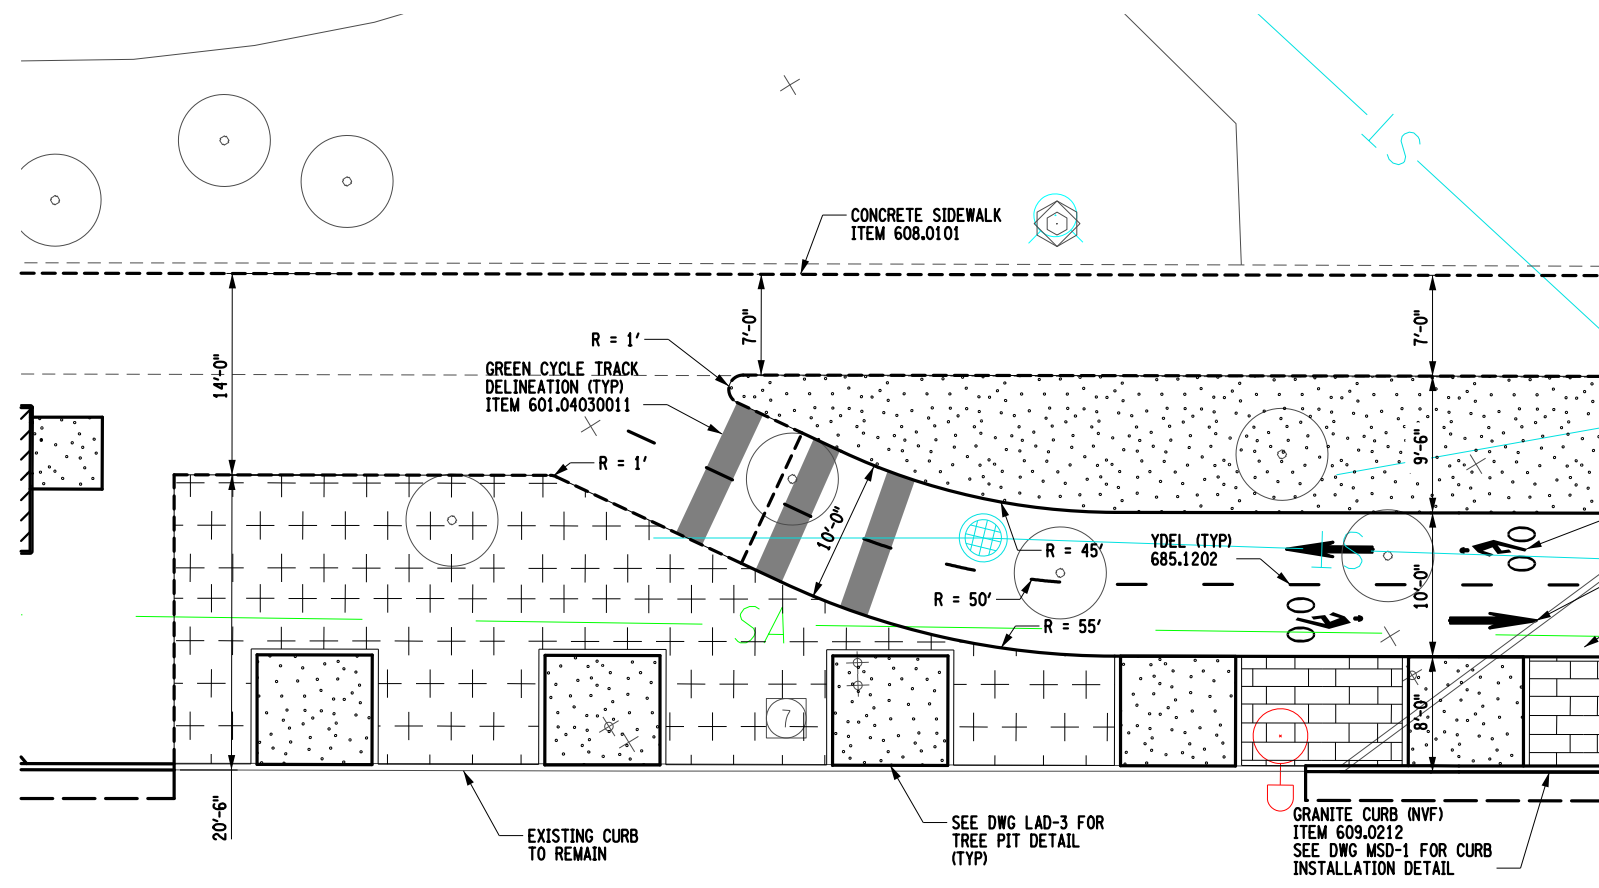 ST
CONCRETE SIDEWALK
ITEM 608.0101
7'-0"
7'-0"
R = 1'
14'-0"
GREEN CYCLE TRACK
DELINEATION (TYP)
ITEM 601.04030011
R = 1'
9'-6"
10'-0"
R = 45'
YDEL (TYP)
685.1202
ST
R = 50'
10'-0"
R = 55'
SA
7
8'-0"
20'-6"
EXISTING CURB
TO REMAIN
SEE DWG LAD-3 FOR
TREE PIT DETAIL
(TYP)
GRANITE CURB (NVF)
ITEM 609.0212
SEE DWG MSD-1 FOR CURB
INSTALLATION DETAIL